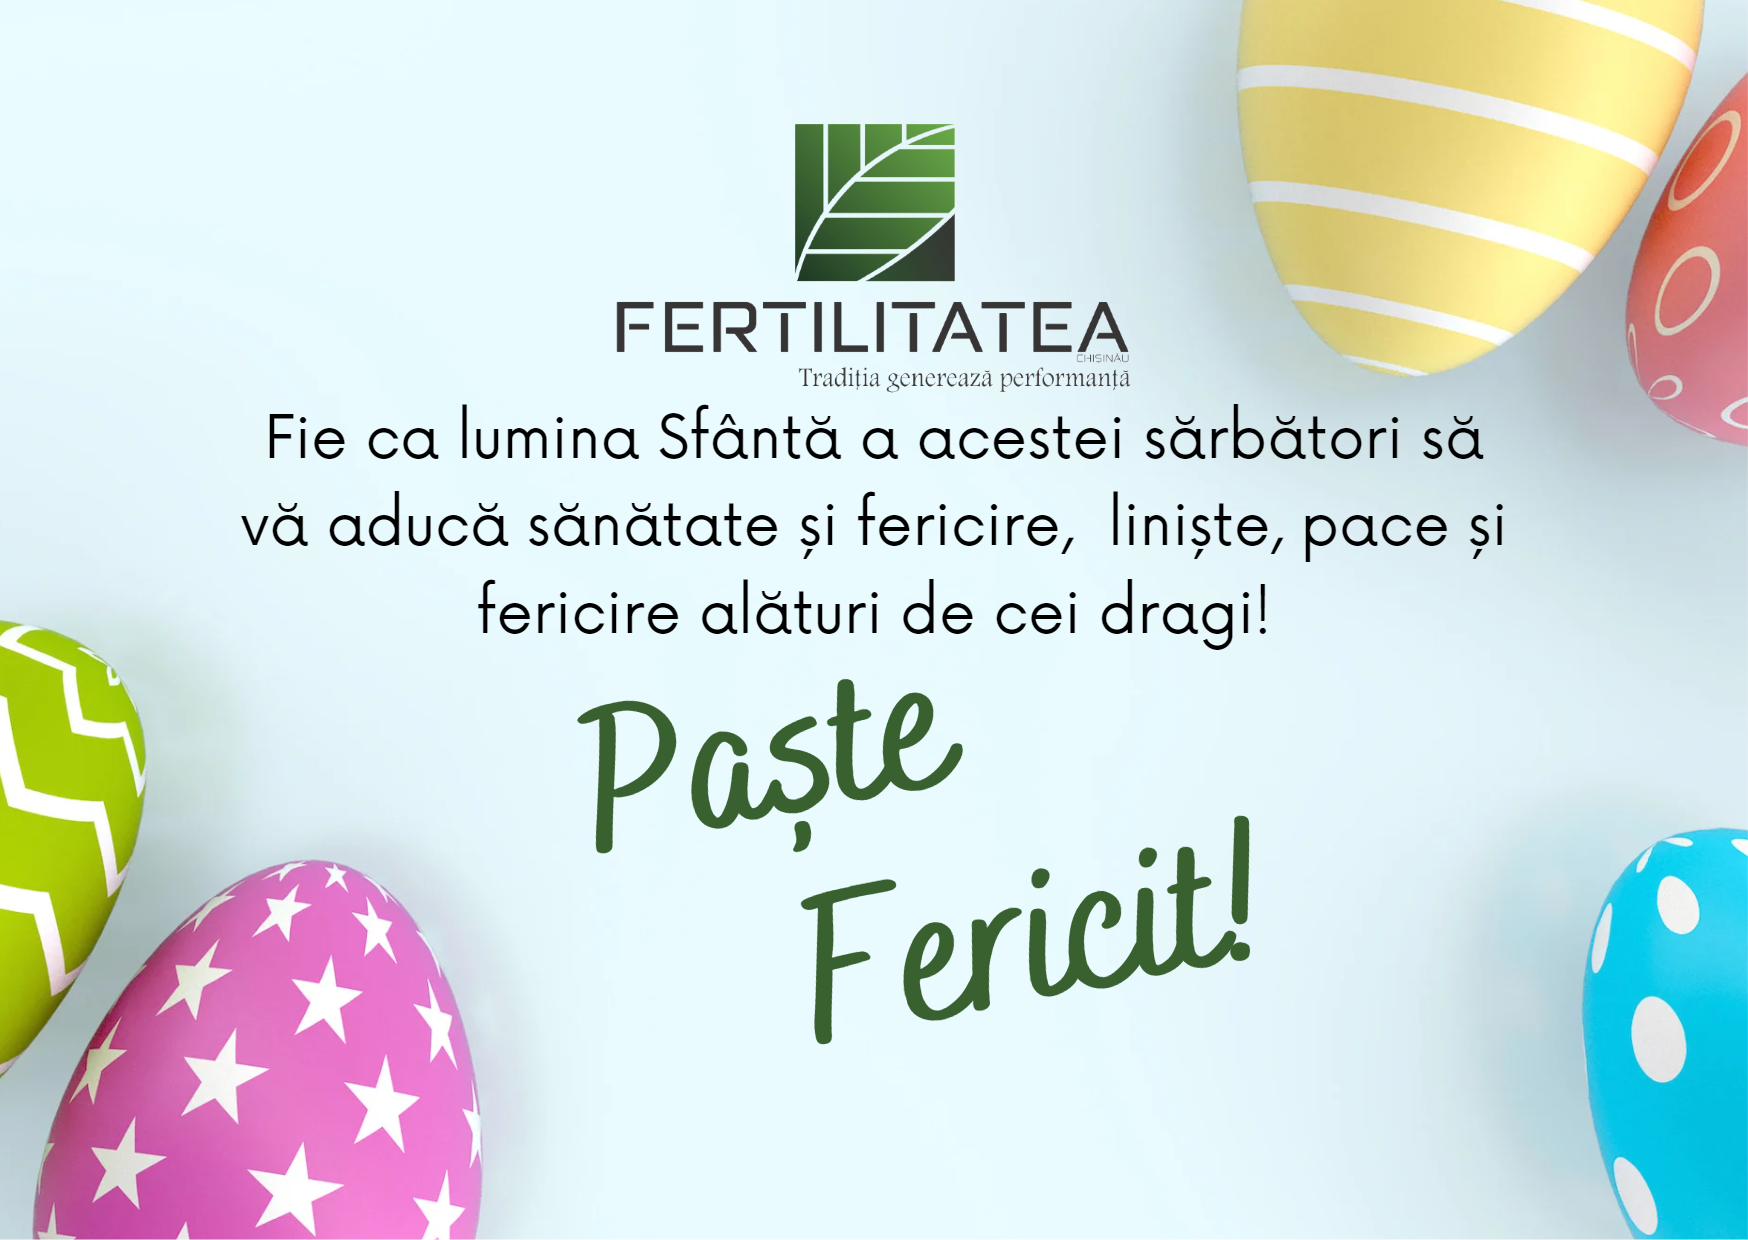 FERTILITATEA
CHIȘINĂU
Tradiția generează performanță
Fie ca lumina Sfântă a acestei sărbători să
vă aducă sănătate și fericire, liniște, pace și
fericire alături de cei dragi!
Paște
Fericit!